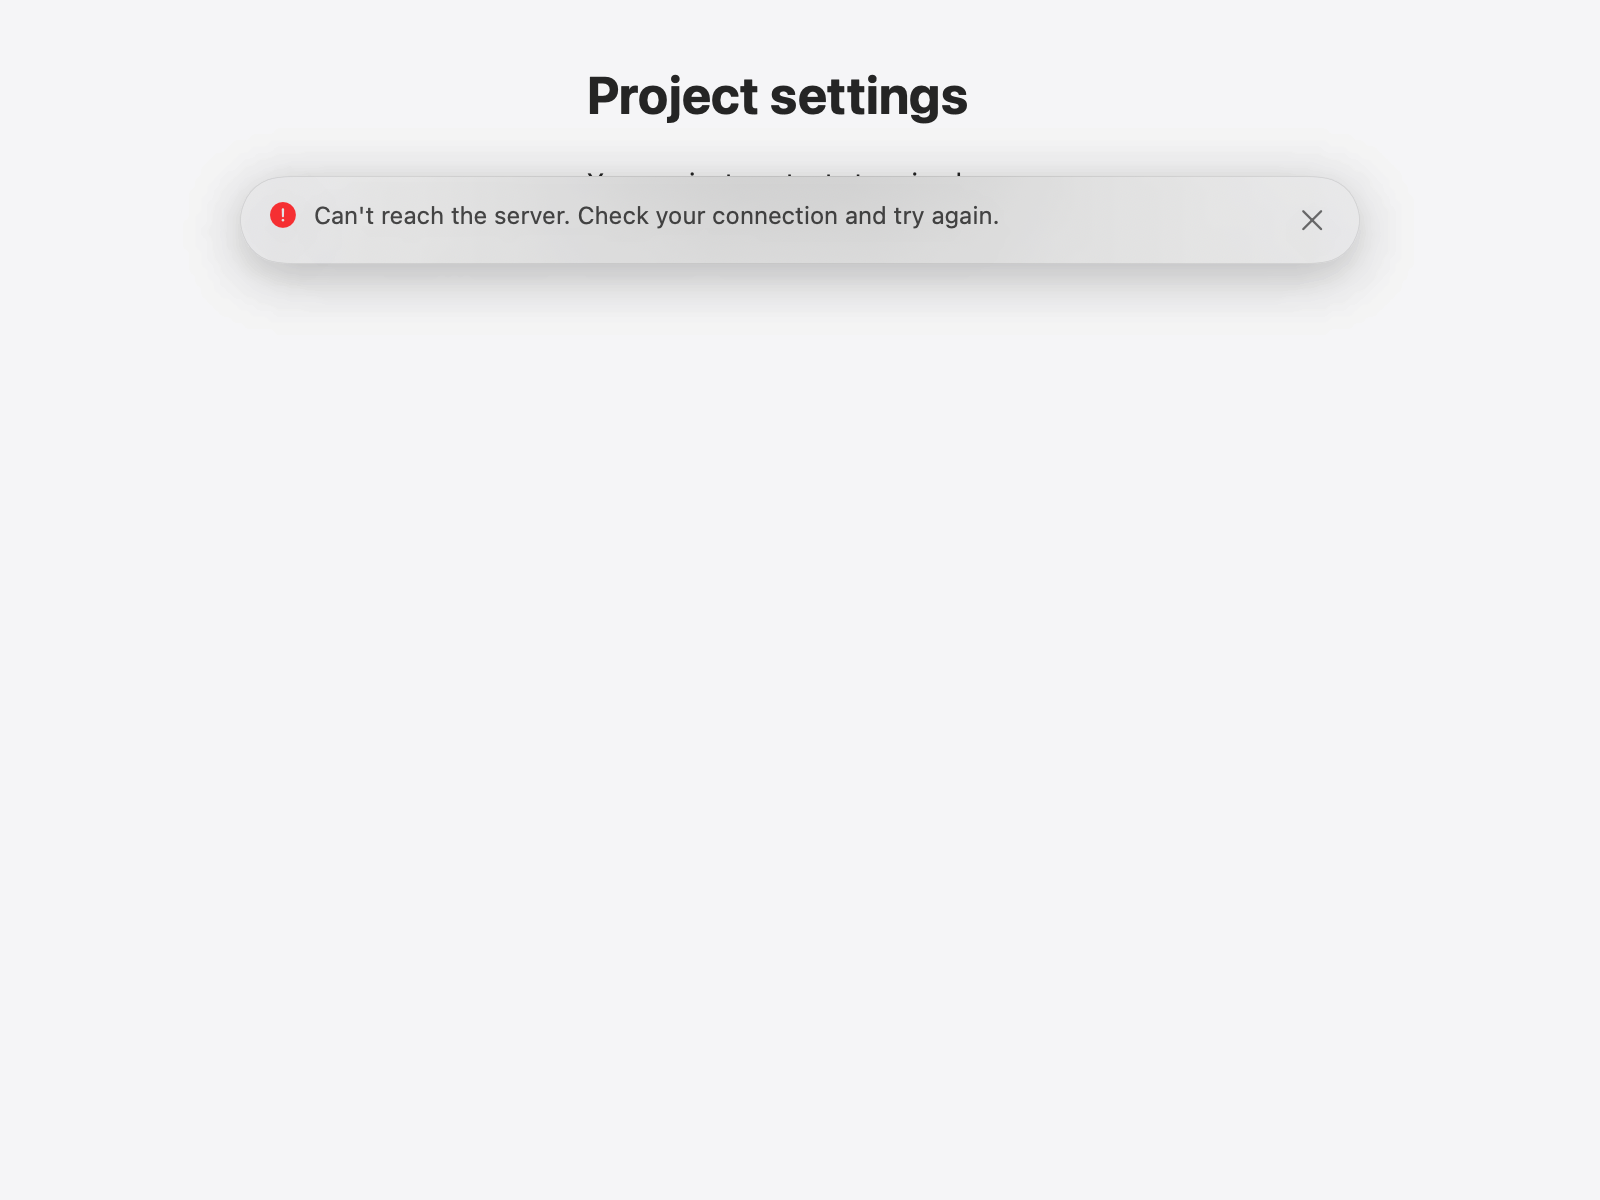 Project settings
Can't reach the server. Check your connection and try again.